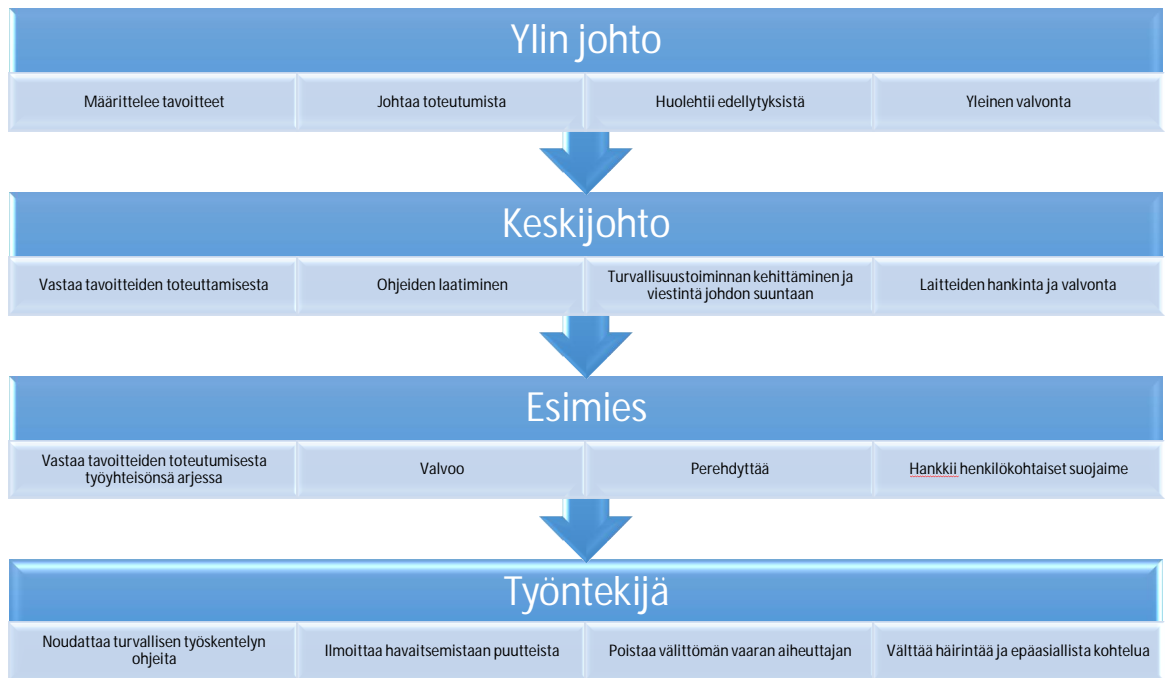 Ylin johto
Määrittelee tavoitteet
Johtaa toteutumista
Huolehtii edellytyksistä
Yleinen valvonta
Keskijohto
Vastaa tavoitteiden toteuttamisesta
Ohjeiden laatiminen
Turvallisuustoiminnan kehittäminen ja
viestintä johdon suuntaan
Laitteiden hankinta ja valvonta
Esimies
Vastaa tavoitteiden toteutumisesta
työyhteisönsä arjessa
Valvoo
Perehdyttää
Hankkii henkilökohtaiset suojaime
Työntekijä
Noudattaa turvallisen työskentelyn
ohjeita
Ilmoittaa havaitsemistaan puutteista
Poistaa välittömän vaaran aiheuttajan
Välttää häirintää ja epäasiallista kohtelua